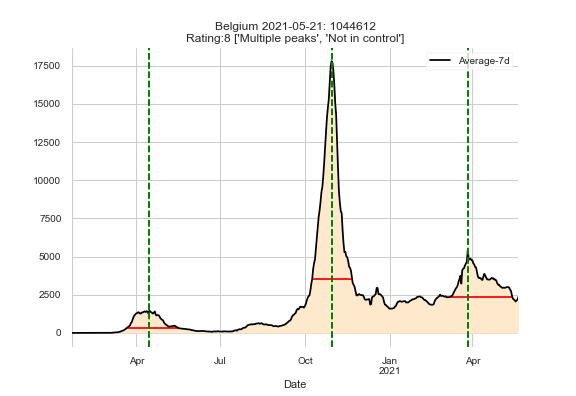 Belgium 2021-05-21: 1044612
Rating:8 ['Multiple peaks', 'Not in control']
Average-7d
17500
15000
12500
10000
7500
5000
2500
0
Apr
Jul
Oct
Jan
2021
Apr
Date